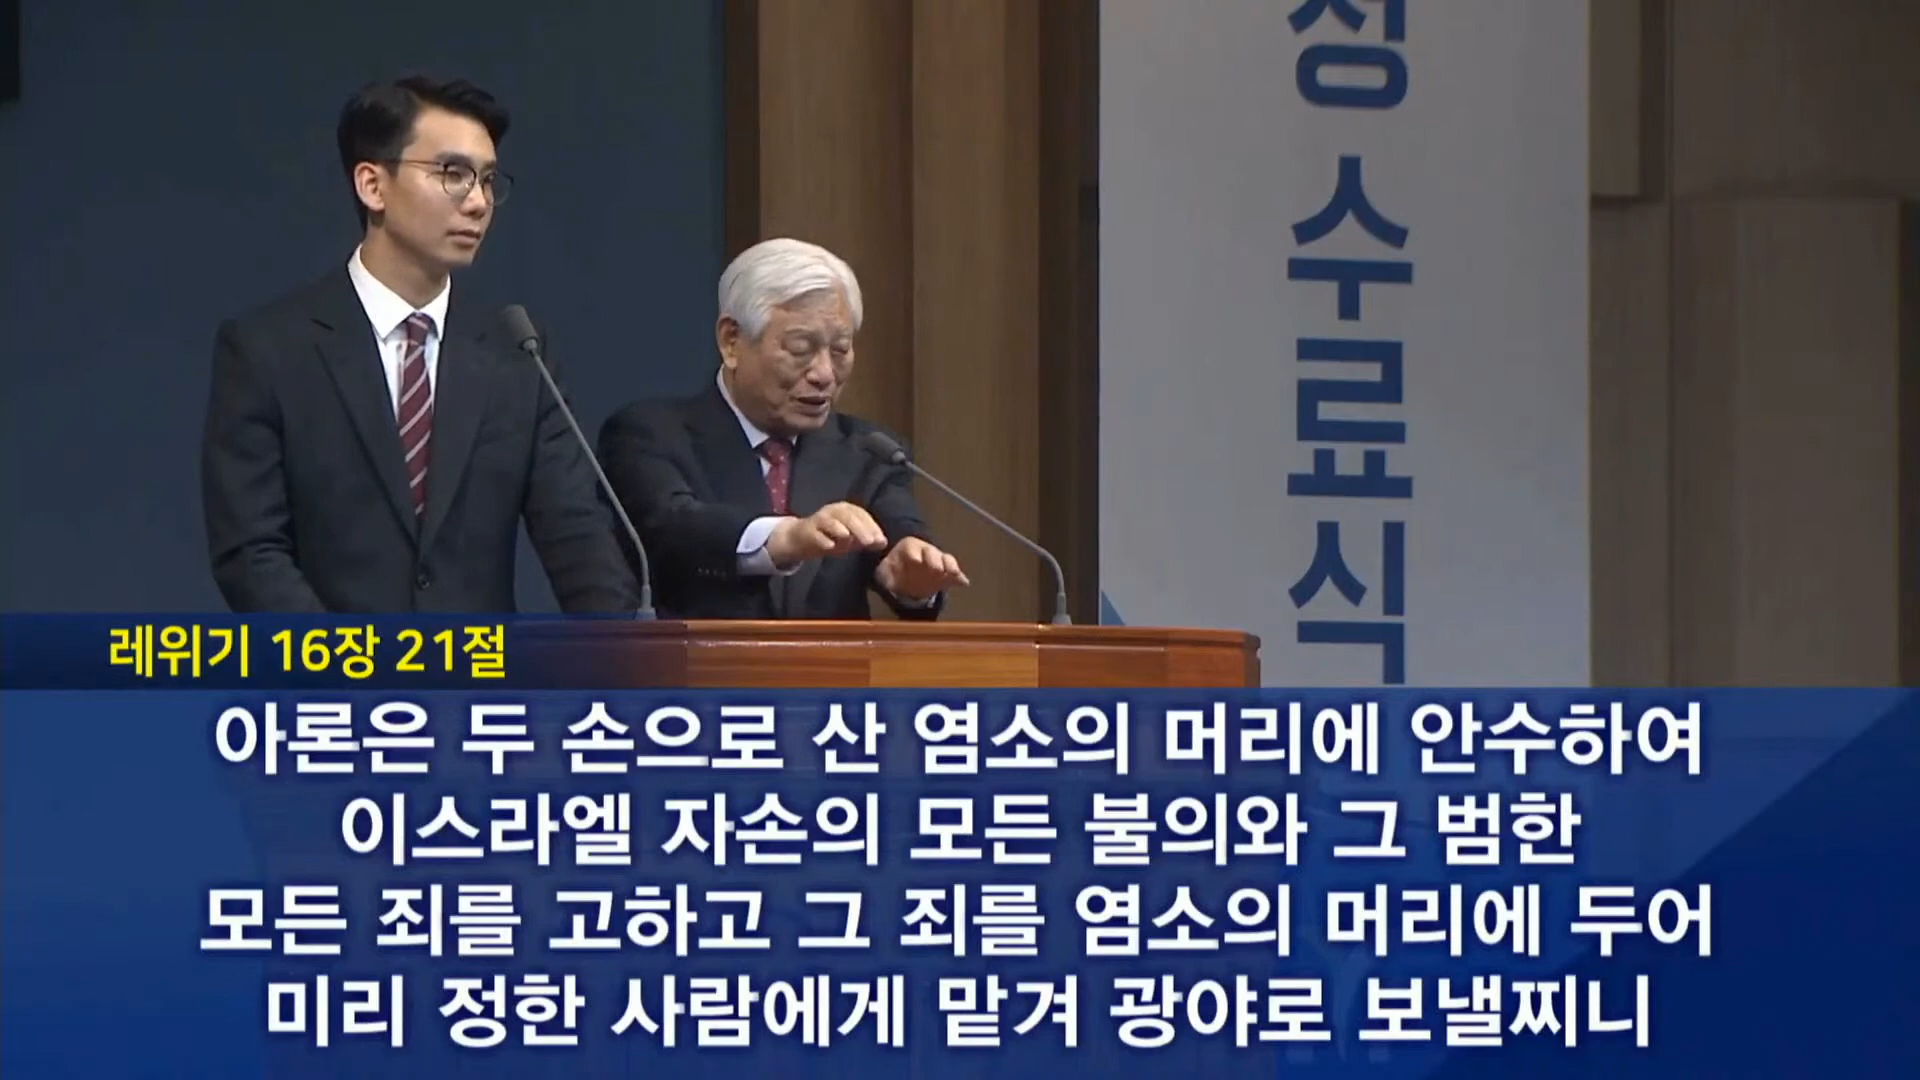 정 수료식
레위기 16장 21절
아론은 두 손으로 산 염소의 머리에 안수하여
이스라엘 자손의 모든 불의와 그 범한
모든 죄를 고하고 그 죄를 염소의 머리에 두어
미리 정한 사람에게 맡겨 광야로 보낼찌니